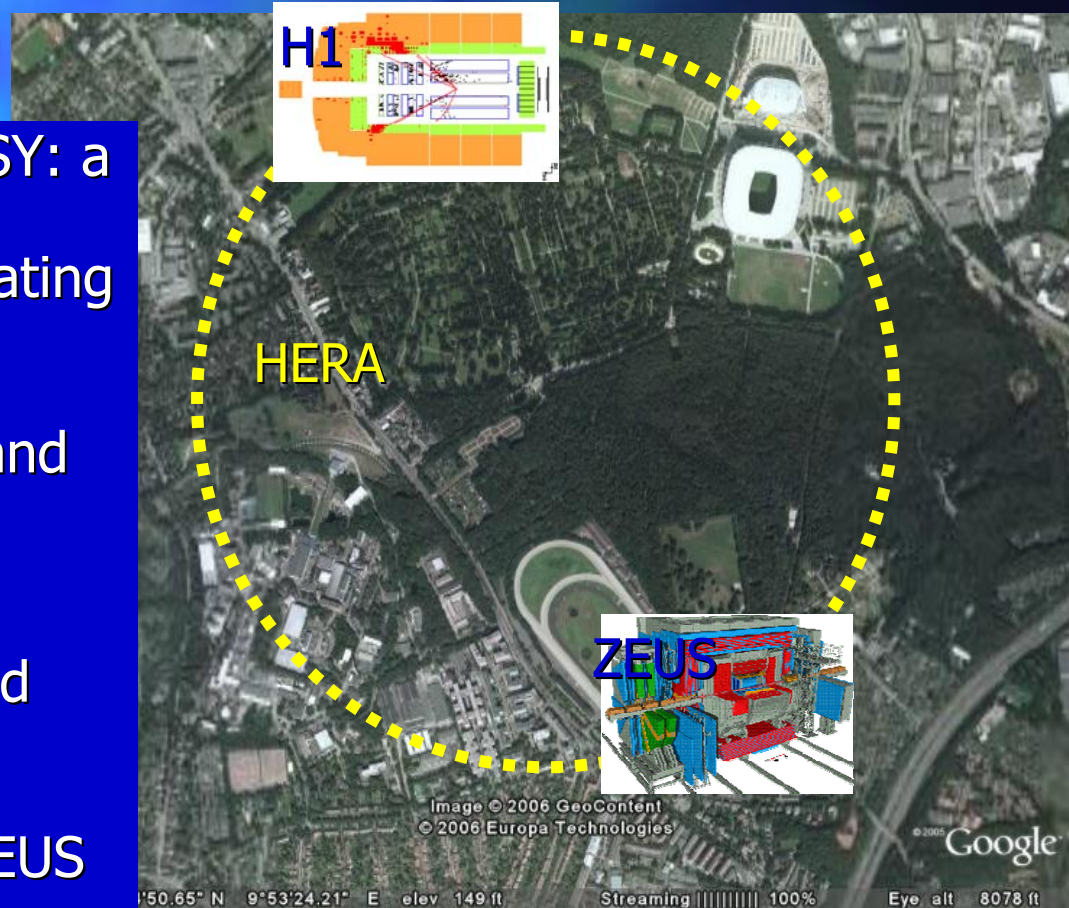 H1
SY: a
ating
HERA
and
d
ZEUS
EUS
Image © 2006 GeoContent
© 2006 Europa Technologies
© 2005 Google
'50.65" N 9°53'24.21" E elev 149 ft Streaming |||||||||| 100% Eye alt 8078 ft